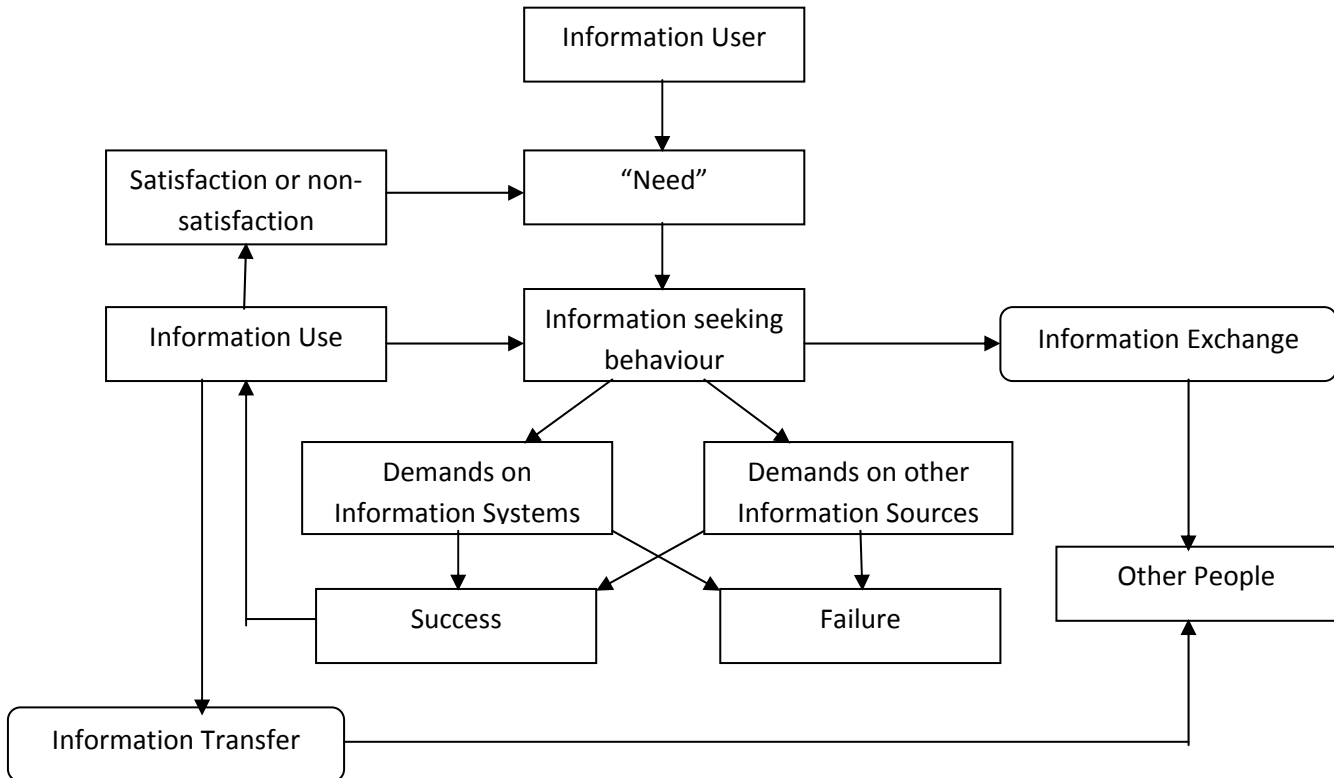 Information User
Satisfaction or non-
satisfaction
“Need”
Information Use
Information seeking
behaviour
Information Exchange
Demands on
Information Systems
Demands on other
Information Sources
Other People
Success
Failure
Information Transfer